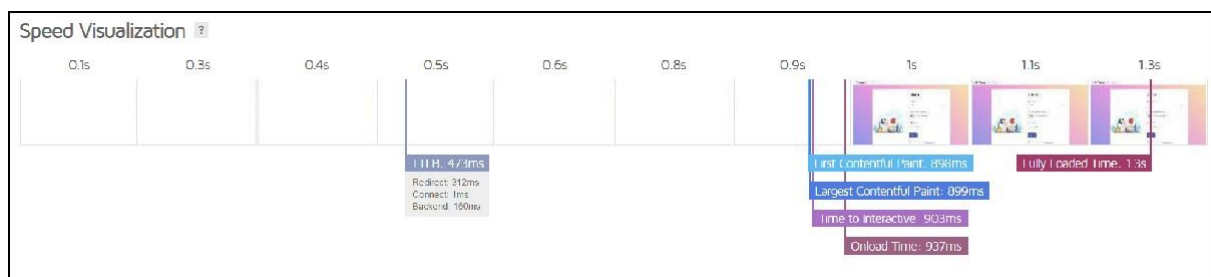 Speed Visualization ?
0.1s 0.3s 0.4s 0.5s 0.6s 0.8s 0.9s 1s 1.1s 1.3s
TTFB: 473ms
Redirect: 312ms
Connect: 1ms
Backend: 160ms
First Contentful Paint: 898ms
Fully Loaded Time: 1.3s
Largest Contentful Paint: 899ms
Time to Interactive: 903ms
Onload Time: 937ms